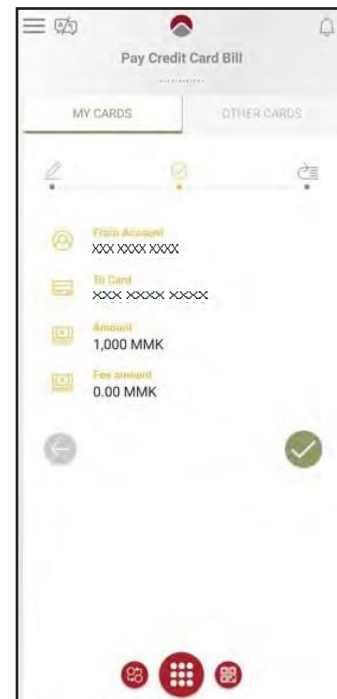 Pay Credit Card Bill
MY CARDS
OTHER CARDS
From Account
XXX XXXX XXXX
To Card
XXX XXXX XXXX
Amount
1,000 MMK
Fee amount
0.00 MMK